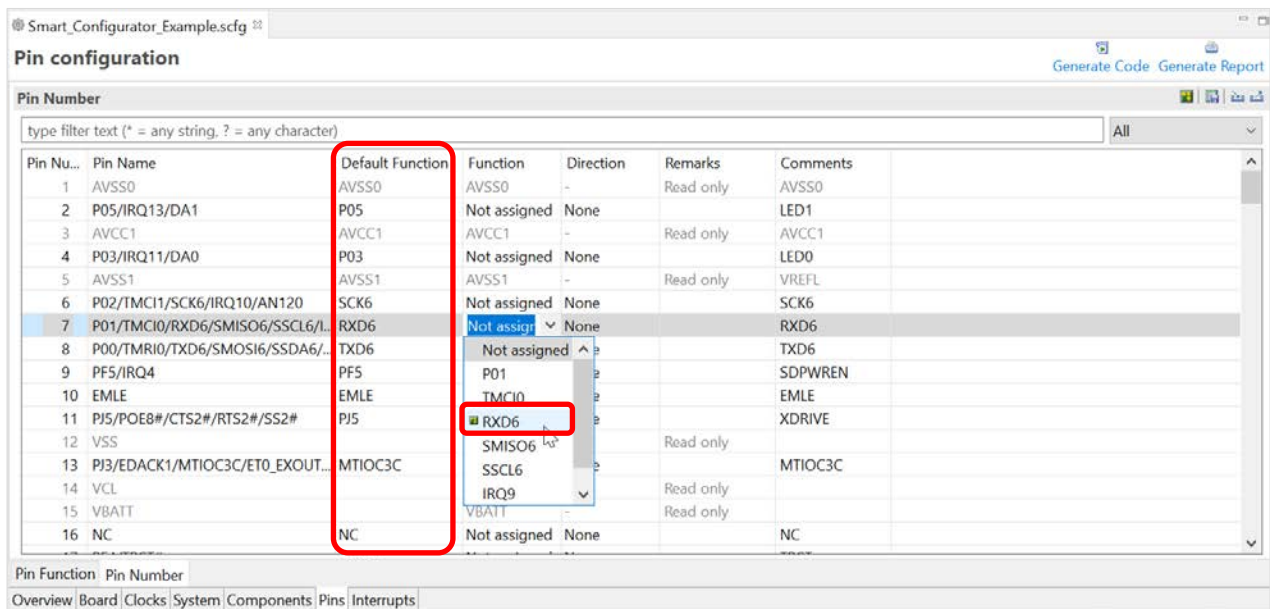 Smart_Configurator_Example.scfg
Pin configuration
Generate Code Generate Report
Pin Number
type filter text (* = any string, ? = any character) All
Pin Nu... Pin Name Default Function Function Direction Remarks Comments
1 AVSS0 AVSS0 AVSS0 - Read only AVSS0
2 P05/IRQ13/DA1 P05 Not assigned None LED1
3 AVCC1 AVCC1 AVCC1 - Read only AVCC1
4 P03/IRQ11/DA0 P03 Not assigned None LED0
5 AVSS1 AVSS1 AVSS1 - Read only VREFL
6 P02/TMCI1/SCK6/IRQ10/AN120 SCK6 Not assigned None SCK6
7 P01/TMCI0/RXD6/SMISO6/SSCL6/I... RXD6 Not assigr None RXD6
8 P00/TMRI0/TXD6/SMOSI6/SSDA6/... TXD6 Not assigned TXD6
9 PF5/IRQ4 PF5 P01 SDPWREN
10 EMLE EMLE TMCI0 EMLE
11 PJ5/POE8#/CTS2#/RTS2#/SS2# PJ5 RXD6 XDRIVE
12 VSS SMISO6 Read only
13 PJ3/EDACK1/MTIOC3C/ET0_EXOUT... MTIOC3C SSCL6 MTIOC3C
14 VCL IRQ9 Read only
15 VBATT VBATT - Read only
16 NC NC Not assigned None NC
Pin Function Pin Number
Overview Board Clocks System Components Pins Interrupts